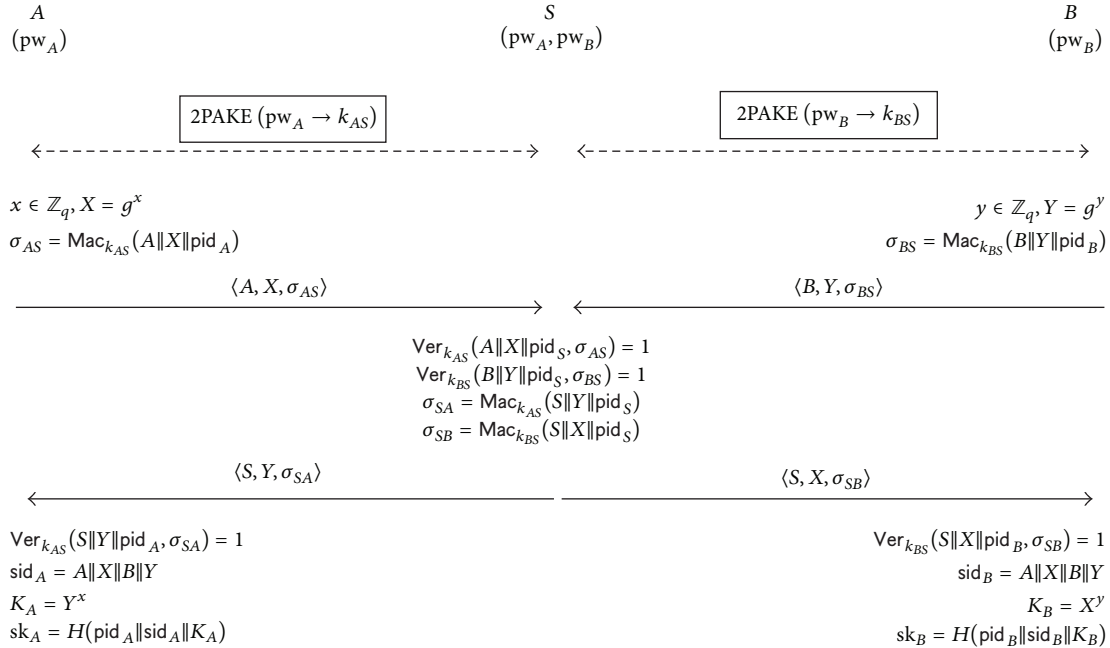 A S B
(pw_A) (pw_A, pw_B) (pw_B)
2PAKE (pw_A → k_AS) 2PAKE (pw_B → k_BS)
x ∈ ℤ_q, X = g^x y ∈ ℤ_q, Y = g^y
σ_AS = Mac_{k_AS}(A‖X‖pid_A) σ_BS = Mac_{k_BS}(B‖Y‖pid_B)
⟨A, X, σ_AS⟩ ⟨B, Y, σ_BS⟩
Ver_{k_AS}(A‖X‖pid_S, σ_AS) = 1
Ver_{k_BS}(B‖Y‖pid_S, σ_BS) = 1
σ_SA = Mac_{k_AS}(S‖Y‖pid_S)
σ_SB = Mac_{k_BS}(S‖X‖pid_S)
⟨S, Y, σ_SA⟩ ⟨S, X, σ_SB⟩
Ver_{k_AS}(S‖Y‖pid_A, σ_SA) = 1 Ver_{k_BS}(S‖X‖pid_B, σ_SB) = 1
sid_A = A‖X‖B‖Y sid_B = A‖X‖B‖Y
K_A = Y^x K_B = X^y
sk_A = H(pid_A‖sid_A‖K_A) sk_B = H(pid_B‖sid_B‖K_B)